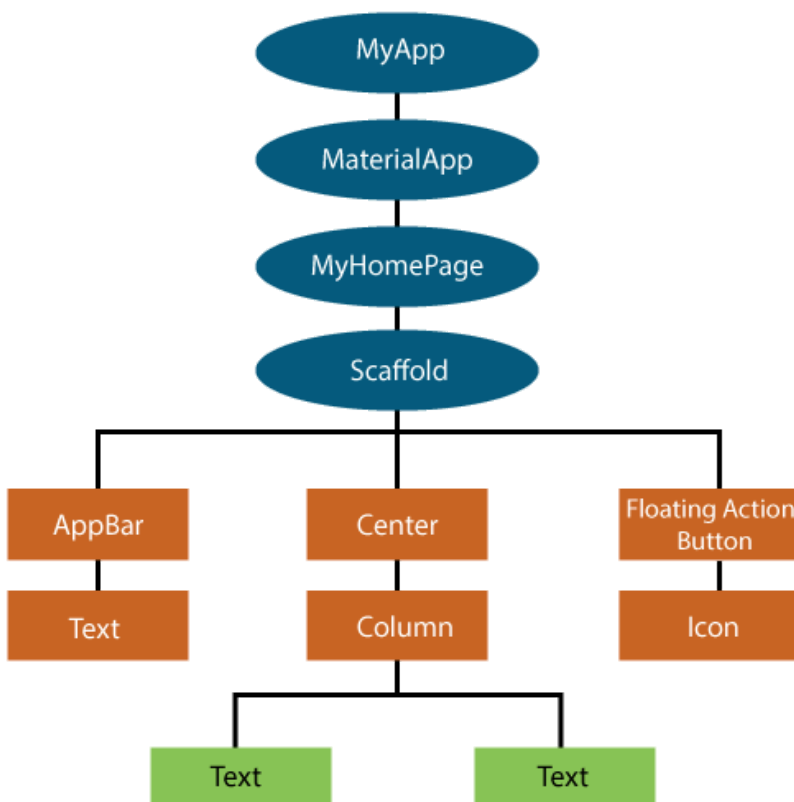 MyApp
MaterialApp
MyHomePage
Scaffold
AppBar
Center
Floating Action
Button
Text
Column
Icon
Text
Text